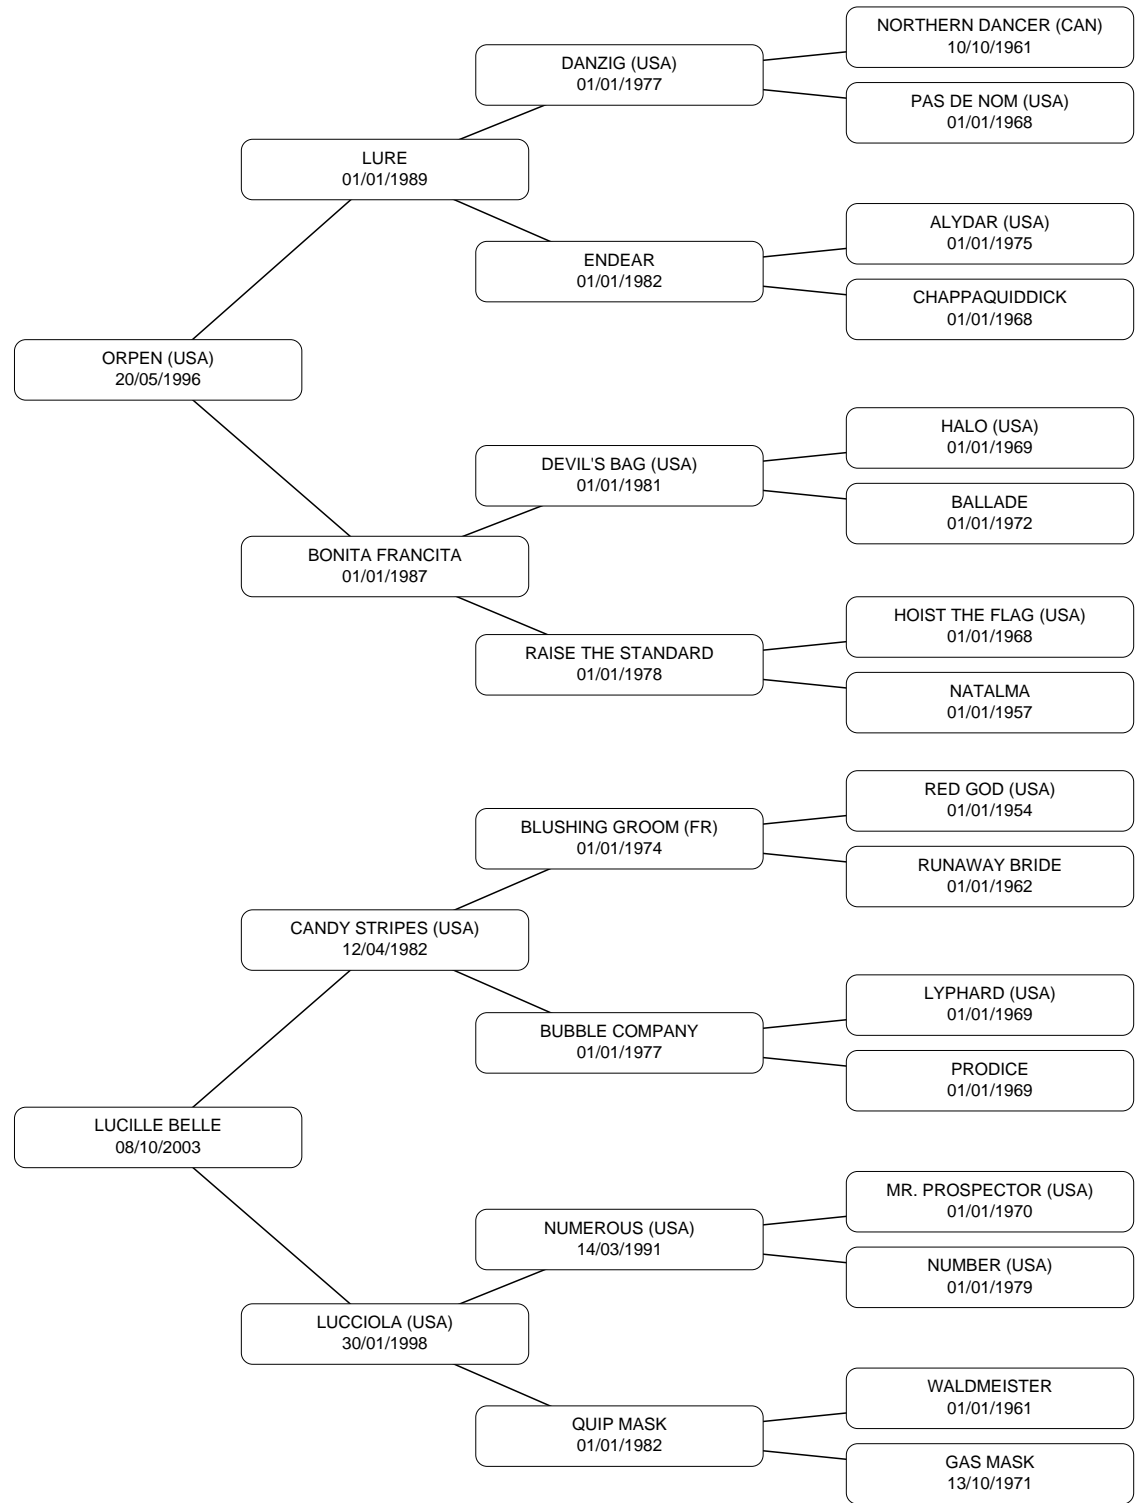 NORTHERN DANCER (CAN)
10/10/1961
DANZIG (USA)
01/01/1977
PAS DE NOM (USA)
01/01/1968
LURE
01/01/1989
ALYDAR (USA)
01/01/1975
ENDEAR
01/01/1982
CHAPPAQUIDDICK
01/01/1968
ORPEN (USA)
20/05/1996
HALO (USA)
01/01/1969
DEVIL'S BAG (USA)
01/01/1981
BALLADE
01/01/1972
BONITA FRANCITA
01/01/1987
HOIST THE FLAG (USA)
01/01/1968
RAISE THE STANDARD
01/01/1978
NATALMA
01/01/1957
RED GOD (USA)
01/01/1954
BLUSHING GROOM (FR)
01/01/1974
RUNAWAY BRIDE
01/01/1962
CANDY STRIPES (USA)
12/04/1982
LYPHARD (USA)
01/01/1969
BUBBLE COMPANY
01/01/1977
PRODICE
01/01/1969
LUCILLE BELLE
08/10/2003
MR. PROSPECTOR (USA)
01/01/1970
NUMEROUS (USA)
14/03/1991
NUMBER (USA)
01/01/1979
LUCCIOLA (USA)
30/01/1998
WALDMEISTER
01/01/1961
QUIP MASK
01/01/1982
GAS MASK
13/10/1971